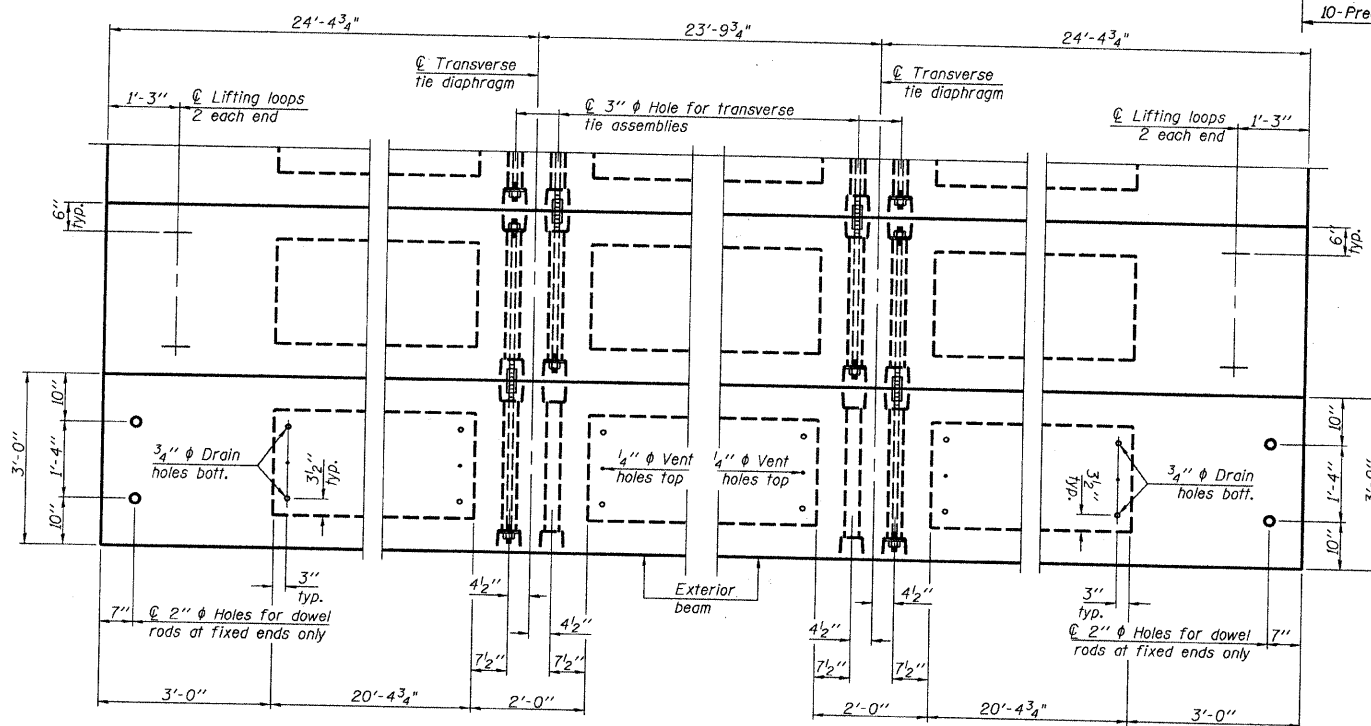 10-Pre
24'-4¾" 23'-9¾" 24'-4¾"
℄ Transverse
tie diaphragm
℄ Transverse
tie diaphragm
1'-3" ℄ Lifting loops
2 each end
℄ 3" ϕ Hole for transverse
tie assemblies
℄ Lifting loops 1'-3"
2 each end
6"
typ.
6"
typ.
3'-0"
10"
1'-4"
10"
¾" ϕ Drain
holes bott.
3½"
typ.
¼" ϕ Vent
holes top
¼" ϕ Vent
holes top
3½"
typ.
¾" ϕ Drain
holes bott.
10"
1'-4"
10"
3'-0"
3"
typ.
7" ℄ 2" ϕ Holes for dowel
rods at fixed ends only
4½"
4½"
7½" 7½"
Exterior
beam
4½"
4½"
7½" 7½"
3"
typ.
℄ 2" ϕ Holes for dowel 7"
rods at fixed ends only
3'-0" 20'-4¾" 2'-0" 2'-0" 20'-4¾" 3'-0"